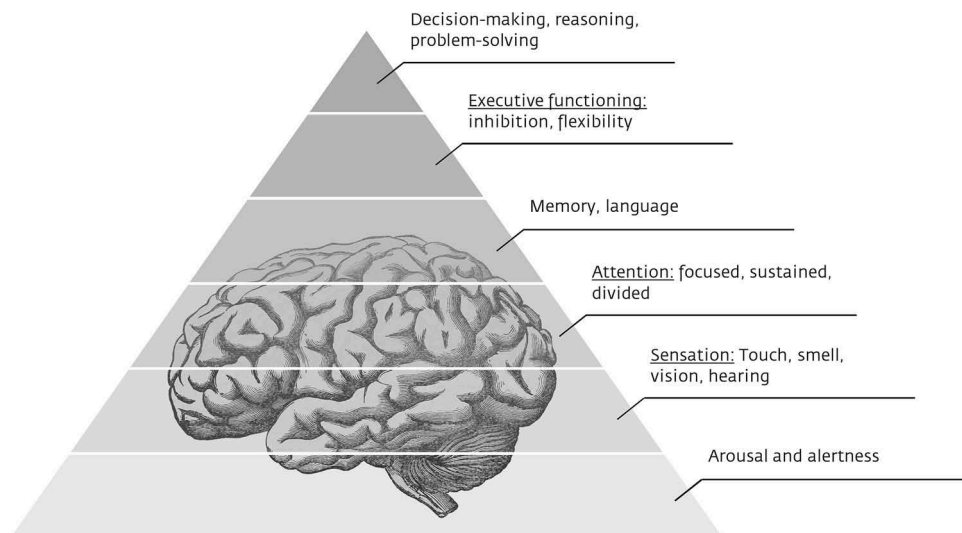 Decision-making, reasoning,
problem-solving
Executive functioning:
inhibition, flexibility
Memory, language
Attention: focused, sustained,
divided
Sensation: Touch, smell,
vision, hearing
Arousal and alertness